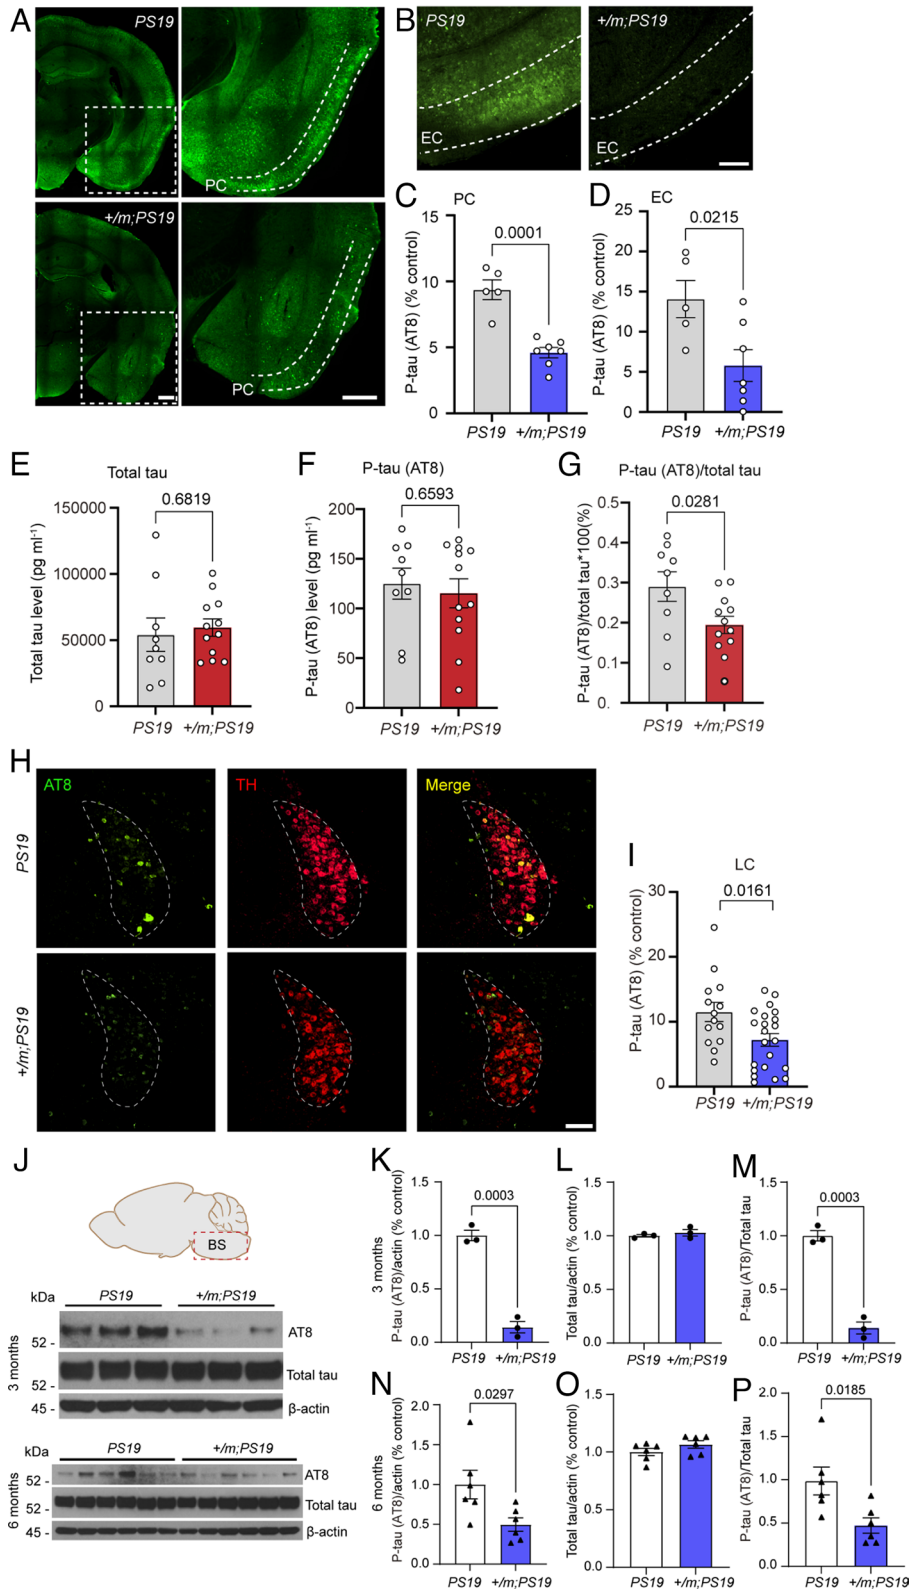 A
PS19
+/m;PS19
PC
PC
B
PS19
+/m;PS19
EC
EC
C
PC
P-tau (AT8) (% control)
15
10
5
0
0.0001
PS19
+/m;PS19
D
EC
P-tau (AT8) (% control)
25
20
15
10
5
0
0.0215
PS19
+/m;PS19
E
Total tau
Total tau level (pg ml-1)
150000
100000
50000
0
0.6819
PS19
+/m;PS19
F
P-tau (AT8)
P-tau (AT8) level (pg ml-1)
200
150
100
50
0
0.6593
PS19
+/m;PS19
G
P-tau (AT8)/total tau
P-tau (AT8)/total tau*100(%)
0.5
0.4
0.3
0.2
0.1
0.
0.0281
PS19
+/m;PS19
H
AT8
TH
Merge
PS19
+/m;PS19
I
LC
P-tau (AT8) (% control)
30
20
10
0
0.0161
PS19
+/m;PS19
J
BS
kDa
PS19
+/m;PS19
3 months
52 -
AT8
52 -
Total tau
45 -
β-actin
kDa
PS19
+/m;PS19
6 months
52 -
AT8
52 -
Total tau
45 -
β-actin
K
3 months
P-tau (AT8)/actin (% control)
1.5
1.0
0.5
0.0
0.0003
PS19
+/m;PS19
L
Total tau/actin (% control)
1.5
1.0
0.5
0.0
PS19
+/m;PS19
M
P-tau (AT8)/Total tau
1.5
1.0
0.5
0.0
0.0003
PS19
+/m;PS19
N
6 months
P-tau (AT8)/actin (% control)
2.0
1.5
1.0
0.5
0.0
0.0297
PS19
+/m;PS19
O
Total tau/actin (% control)
1.5
1.0
0.5
0.0
PS19
+/m;PS19
P
P-tau (AT8)/Total tau
2.0
1.5
1.0
0.5
0.0
0.0185
PS19
+/m;PS19